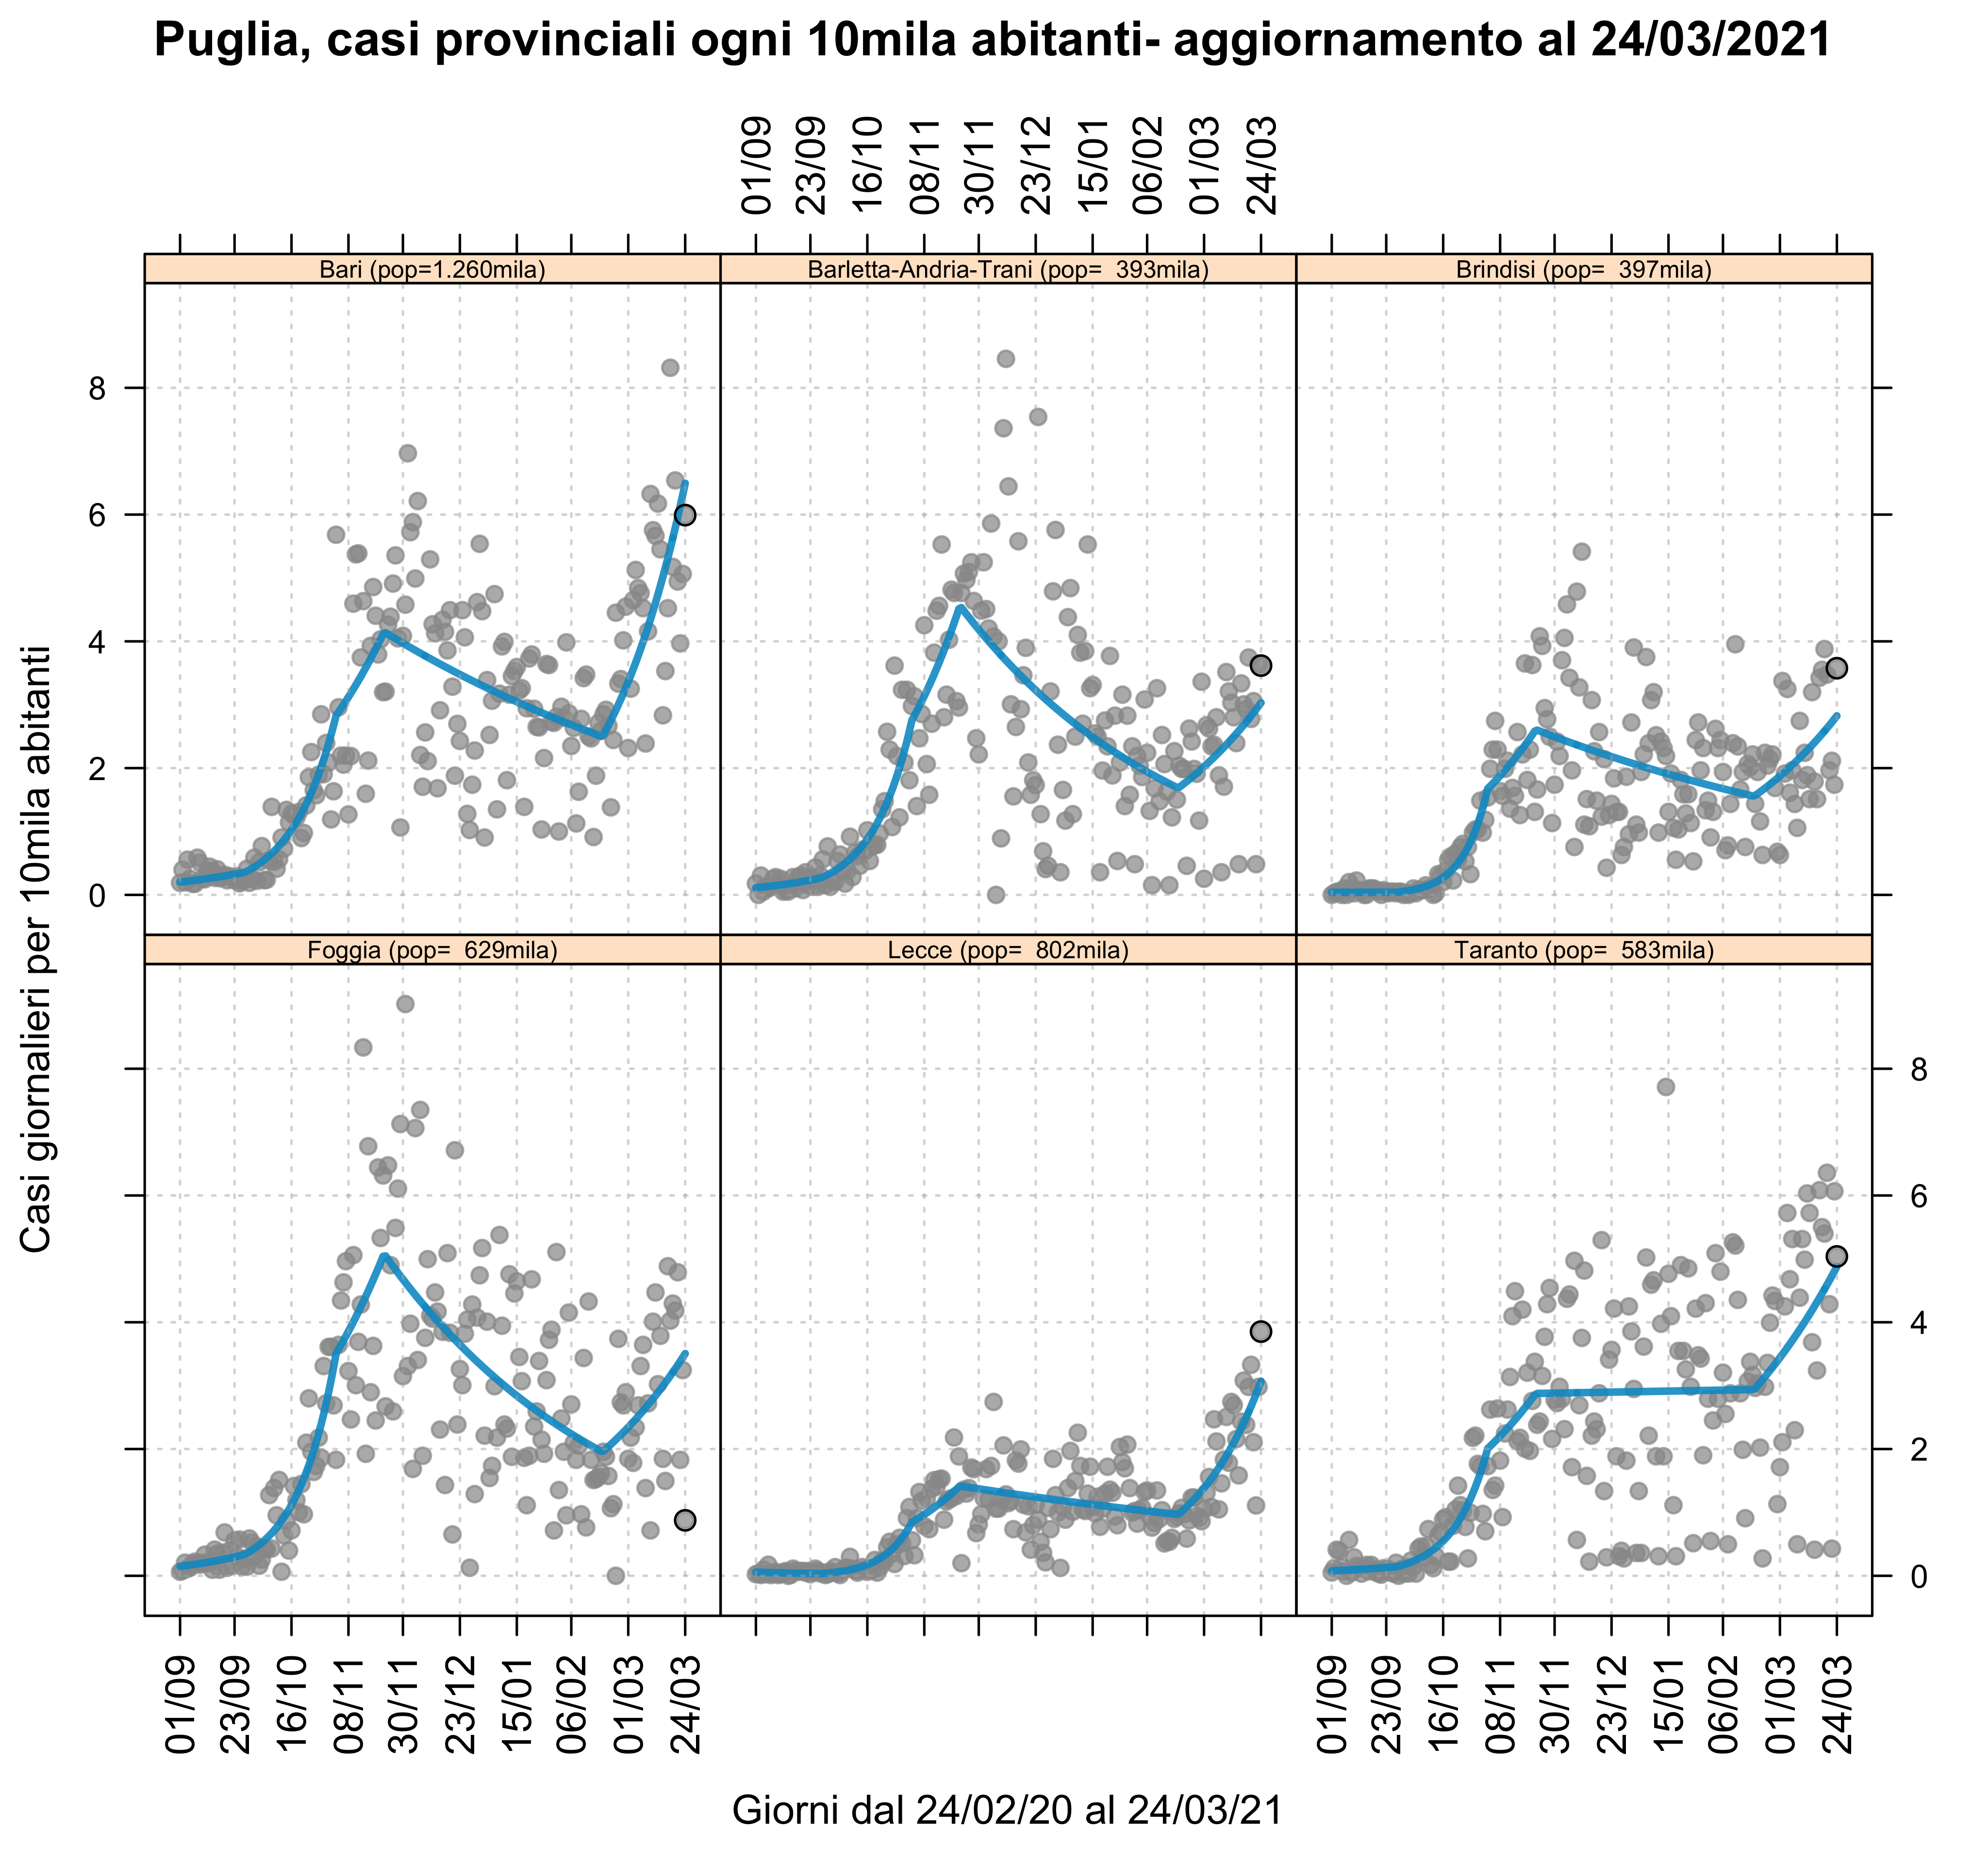 Puglia, casi provinciali ogni 10mila abitanti- aggiornamento al 24/03/2021
01/09 23/09 16/10 08/11 30/11 23/12 15/01 06/02 01/03 24/03
Bari (pop=1.260mila)
Barletta-Andria-Trani (pop= 393mila)
Brindisi (pop= 397mila)
8
6
4
2
0
Casi giornalieri per 10mila abitanti
Foggia (pop= 629mila)
Lecce (pop= 802mila)
Taranto (pop= 583mila)
8
6
4
2
0
01/09 23/09 16/10 08/11 30/11 23/12 15/01 06/02 01/03 24/03
01/09 23/09 16/10 08/11 30/11 23/12 15/01 06/02 01/03 24/03
Giorni dal 24/02/20 al 24/03/21